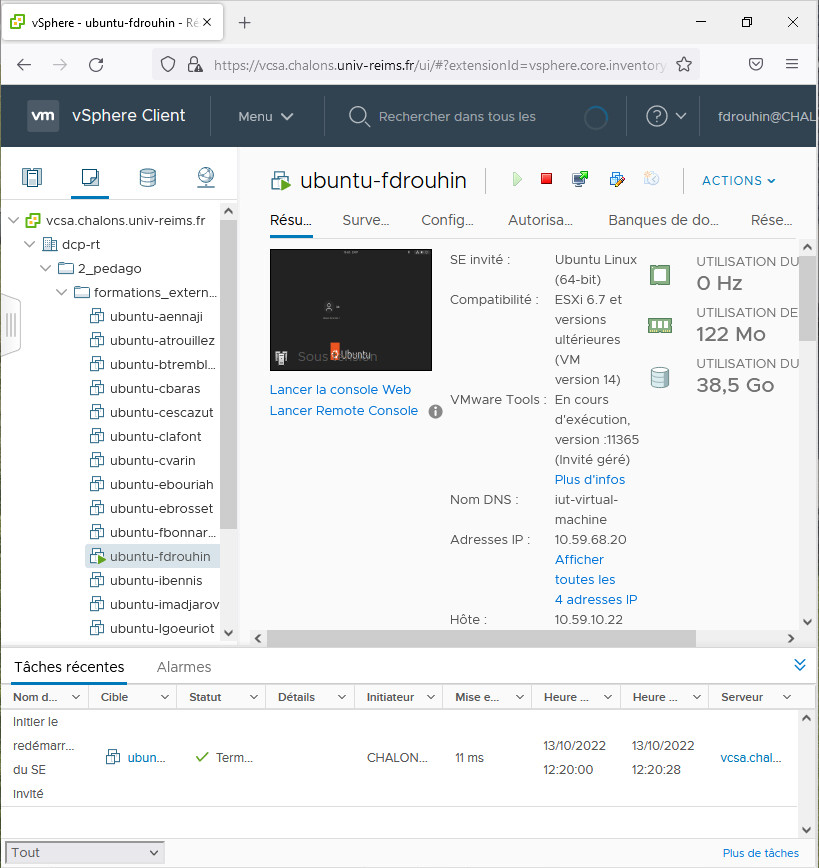 vSphere - ubuntu-fdrouhin - Ré
https://vcsa.chalons.univ-reims.fr/ui/#?extensionId=vsphere.core.inventory
vm vSphere Client Menu Rechercher dans tous les fdrouhin@CHAL
ubuntu-fdrouhin ACTIONS
Résu... Surve... Config... Autorisa... Banques de do... Rése...
vcsa.chalons.univ-reims.fr
dcp-rt
2_pedago
formations_extern...
ubuntu-aennaji
ubuntu-atrouillez
ubuntu-btrembl...
ubuntu-cbaras
ubuntu-cescazut
ubuntu-clafont
ubuntu-cvarin
ubuntu-ebouriah
ubuntu-ebrosset
ubuntu-fbonnar...
ubuntu-fdrouhin
ubuntu-ibennis
ubuntu-imadjarov
ubuntu-lgoeuriot
Ubuntu
Lancer la console Web
Lancer Remote Console
SE invité : Ubuntu Linux
(64-bit)
Compatibilité : ESXi 6.7 et
versions
ultérieures
(VM
version 14)
VMware Tools : En cours
d'exécution,
version :11365
(Invité géré)
Plus d'infos
Nom DNS : iut-virtual-
machine
Adresses IP : 10.59.68.20
Afficher
toutes les
4 adresses IP
Hôte : 10.59.10.22
UTILISATION DU
0 Hz
UTILISATION DE
122 Mo
UTILISATION DU
38,5 Go
Tâches récentes Alarmes
Nom d... Cible Statut Détails Initiateur Mise e... Heure ... Heure ... Serveur
Initier le
redémarr...
du SE
invité
ubun... Term... CHALON... 11 ms 13/10/2022 12:20:00 13/10/2022 12:20:28 vcsa.chal...
Tout Plus de tâches